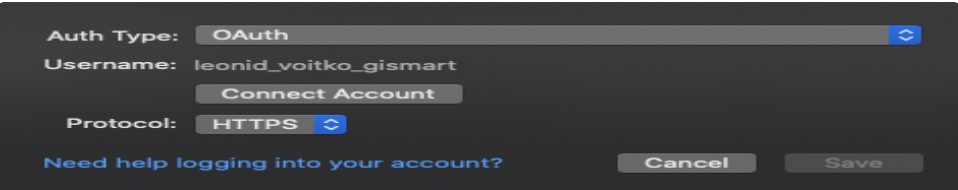 Auth Type: OAuth
Username: leonid_voitko_gismart
Connect Account
Protocol: HTTPS
Need help logging into your account? Cancel Save